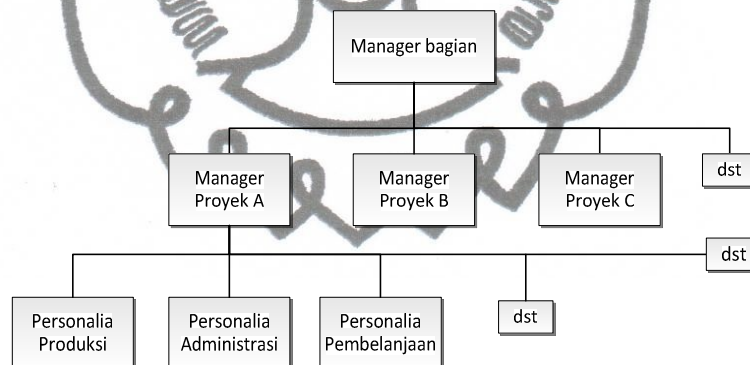 Manager bagian
Manager
Proyek A
Manager
Proyek B
Manager
Proyek C
dst
dst
Personalia
Produksi
Personalia
Administrasi
Personalia
Pembelanjaan
dst